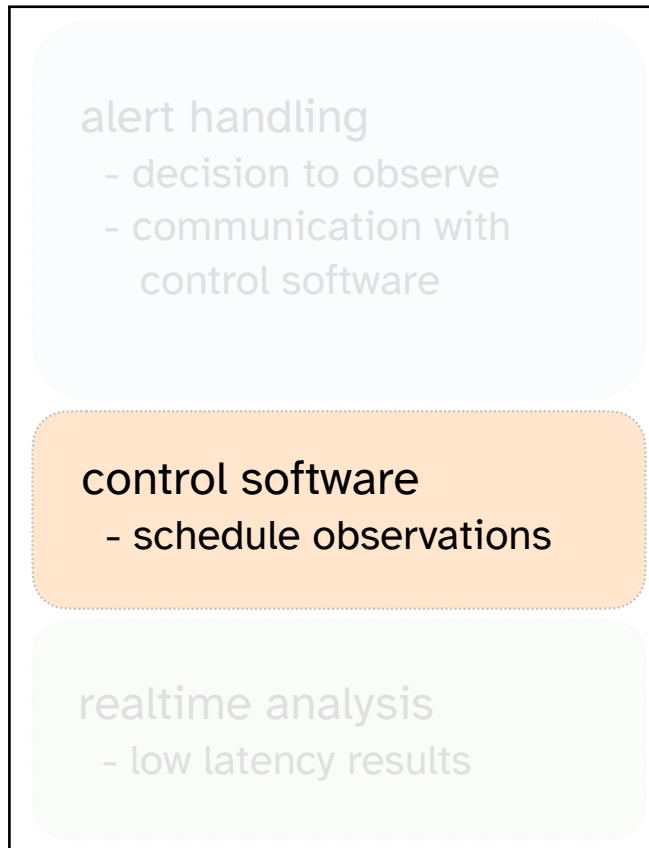 alert handling
- decision to observe
- communication with
control software
control software
- schedule observations
realtime analysis
- low latency results